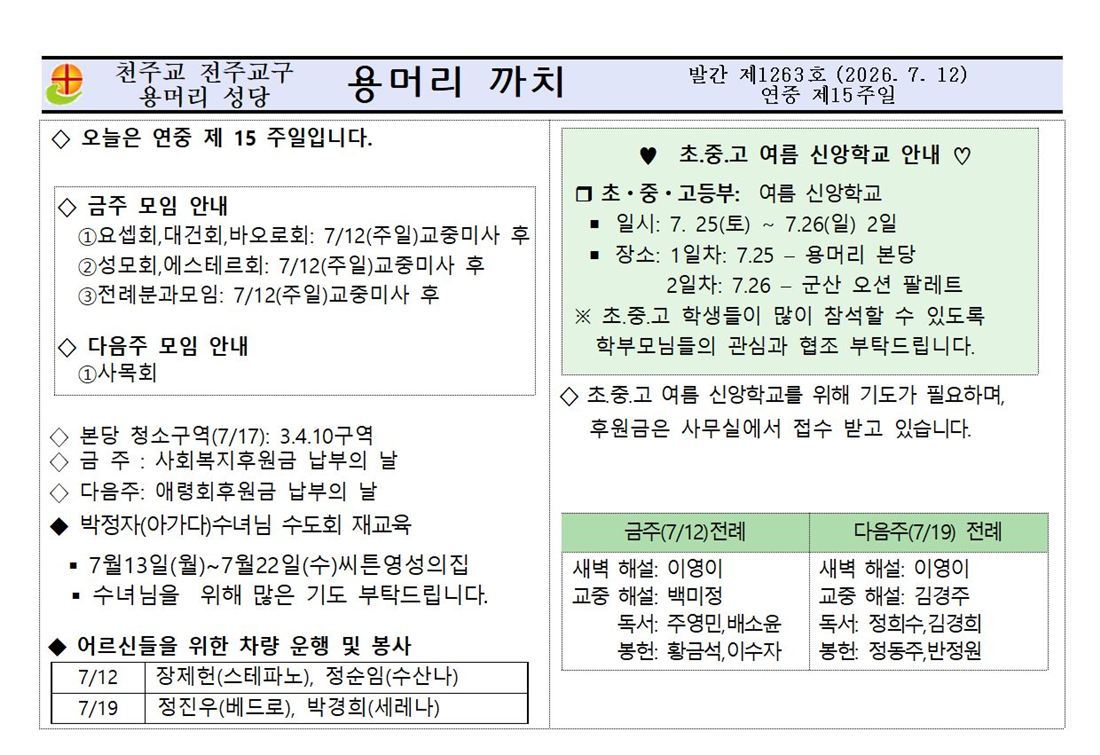 천주교 전주교구
용머리 성당
용머리 까치
발간 제1263호 (2026. 7. 12)
연중 제15주일
◇ 오늘은 연중 제 15 주일입니다.
◇ 금주 모임 안내
①요셉회,대건회,바오로회: 7/12(주일)교중미사 후
②성모회,에스테르회: 7/12(주일)교중미사 후
③전례분과모임: 7/12(주일)교중미사 후
◇ 다음주 모임 안내
①사목회
◇ 본당 청소구역(7/17): 3.4.10구역
◇ 금 주 : 사회복지후원금 납부의 날
◇ 다음주: 애령회후원금 납부의 날
◆ 박정자(아가다)수녀님 수도회 재교육
▪ 7월13일(월)~7월22일(수)씨튼영성의집
▪ 수녀님을 위해 많은 기도 부탁드립니다.
◆ 어르신들을 위한 차량 운행 및 봉사
7/12 장제헌(스테파노), 정순임(수산나)
7/19 정진우(베드로), 박경희(세레나)
♥ 초.중.고 여름 신앙학교 안내 ♡
❒ 초・중・고등부: 여름 신앙학교
▪ 일시: 7. 25(토) ~ 7.26(일) 2일
▪ 장소: 1일차: 7.25 – 용머리 본당
2일차: 7.26 – 군산 오션 팔레트
※ 초.중.고 학생들이 많이 참석할 수 있도록
학부모님들의 관심과 협조 부탁드립니다.
◇ 초.중.고 여름 신앙학교를 위해 기도가 필요하며,
후원금은 사무실에서 접수 받고 있습니다.
금주(7/12)전례
새벽 해설: 이영이
교중 해설: 백미정
독서: 주영민,배소윤
봉헌: 황금석,이수자
다음주(7/19) 전례
새벽 해설: 이영이
교중 해설: 김경주
독서: 정희수,김경희
봉헌: 정동주,반정원